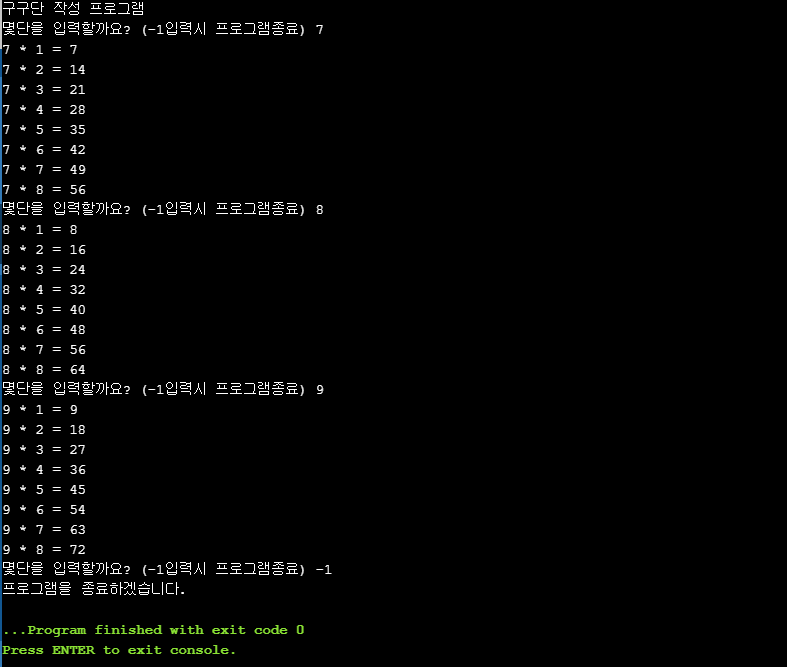 구구단 작성 프로그램
몇단을 입력할까요? (-1입력시 프로그램종료) 7
7 * 1 = 7
7 * 2 = 14
7 * 3 = 21
7 * 4 = 28
7 * 5 = 35
7 * 6 = 42
7 * 7 = 49
7 * 8 = 56
몇단을 입력할까요? (-1입력시 프로그램종료) 8
8 * 1 = 8
8 * 2 = 16
8 * 3 = 24
8 * 4 = 32
8 * 5 = 40
8 * 6 = 48
8 * 7 = 56
8 * 8 = 64
몇단을 입력할까요? (-1입력시 프로그램종료) 9
9 * 1 = 9
9 * 2 = 18
9 * 3 = 27
9 * 4 = 36
9 * 5 = 45
9 * 6 = 54
9 * 7 = 63
9 * 8 = 72
몇단을 입력할까요? (-1입력시 프로그램종료) -1
프로그램을 종료하겠습니다.
...Program finished with exit code 0
Press ENTER to exit console.